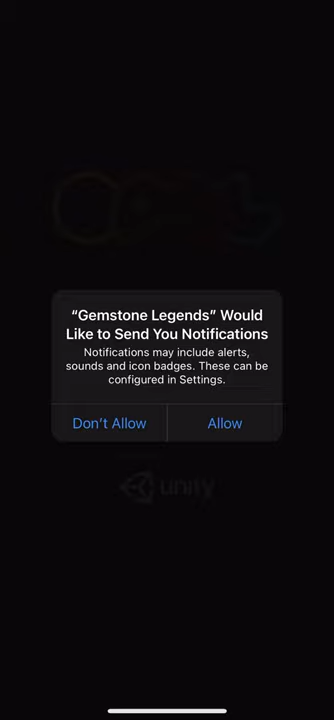 “Gemstone Legends” Would
Like to Send You Notifications
Notifications may include alerts,
sounds and icon badges. These can be
configured in Settings.
Don’t Allow
Allow
unity